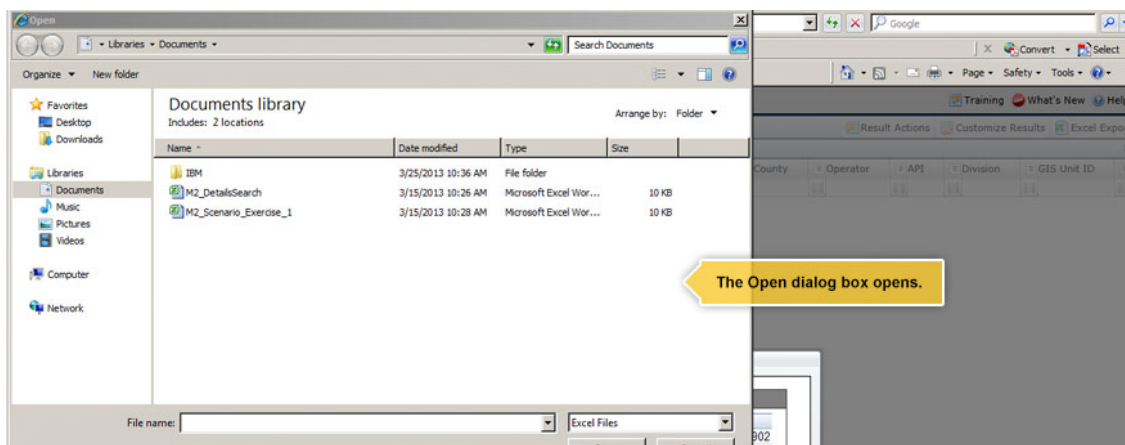 Open
Google
Libraries Documents
Search Documents
Convert Select
Organize New folder
Page Safety Tools
Training What's New Help
Favorites
Desktop
Downloads
Libraries
Documents
Music
Pictures
Videos
Computer
Network
Documents library
Includes: 2 locations
Arrange by: Folder
Name Date modified Type Size
IBM 3/25/2013 10:36 AM File folder
M2_DetailsSearch 3/15/2013 10:26 AM Microsoft Excel Wor... 10 KB
M2_Scenario_Exercise_1 3/15/2013 10:28 AM Microsoft Excel Wor... 10 KB
Result Actions Customize Results Excel Expo
County Operator API Division GIS Unit ID
The Open dialog box opens.
File name: Excel Files
902